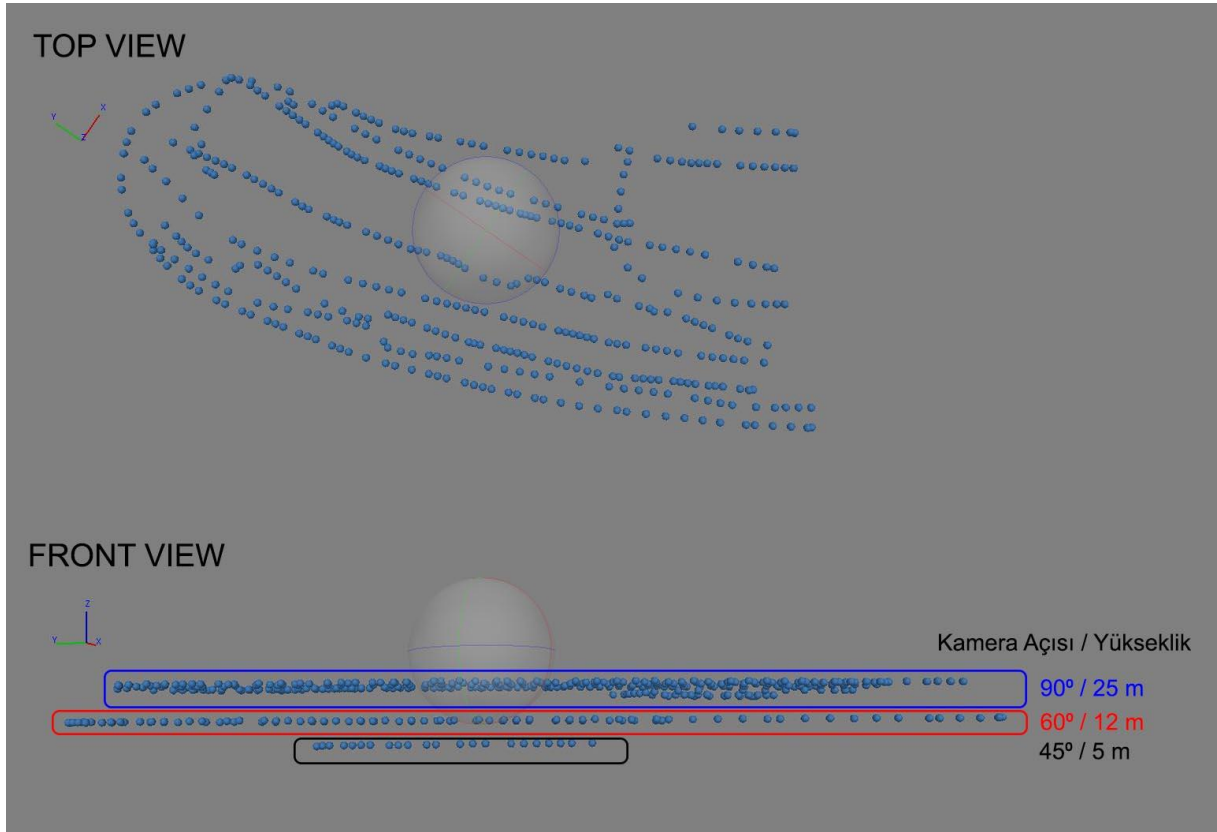 TOP VIEW
X
Y
Z
FRONT VIEW
Z
Y
X
Kamera Açısı / Yükseklik
90º / 25 m
60º / 12 m
45º / 5 m